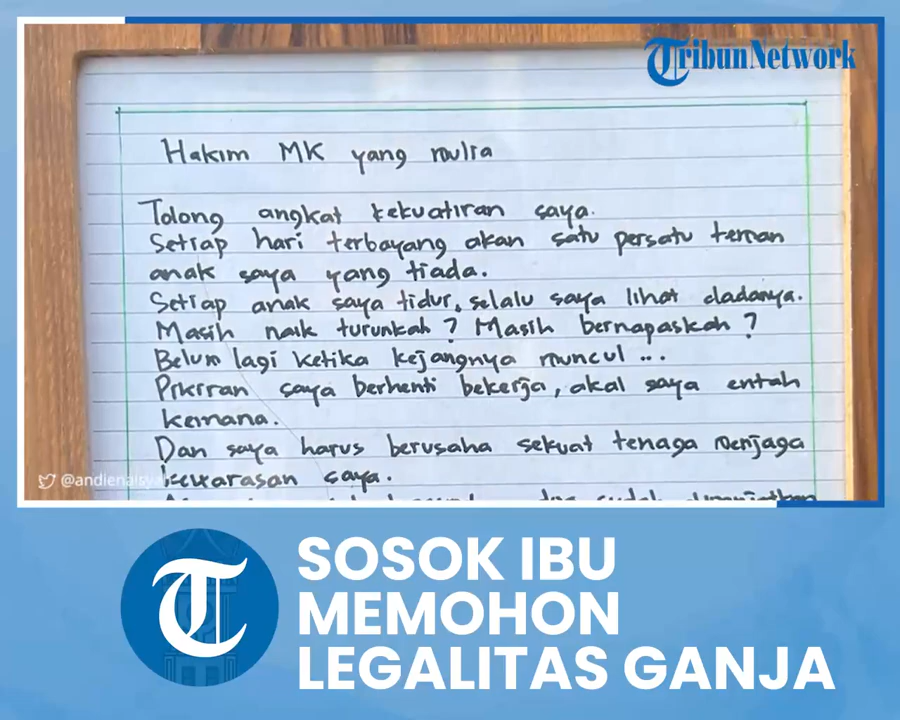 TribunNetwork
Hakim MK yang mulia
Tolong angkat kekuatiran saya.
Setiap hari terbayang akan satu persatu teman
anak saya yang tiada.
Setiap anak saya tidur, selalu saya lihat dadanya.
Masih naik turunkah? Masih bernapaskah?
Belum lagi ketika kejangnya muncul ...
Pikiran saya berhenti bekerja, akal saya entah
kemana.
Dan saya harus berusaha sekuat tenaga menjaga
kewarasan saya.
@andienaisy
SOSOK IBU
MEMOHON
LEGALITAS GANJA